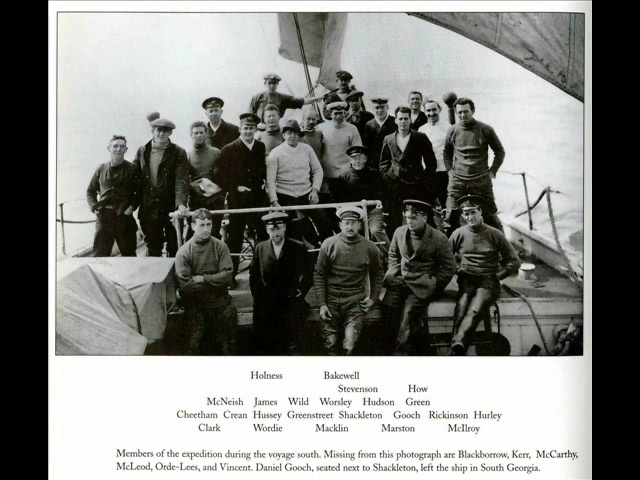 Holness Bakewell
Stevenson How
McNeish James Wild Worsley Hudson Green
Cheetham Crean Hussey Greenstreet Shackleton Gooch Rickinson Hurley
Clark Wordie Macklin Marston McIlroy
Members of the expedition during the voyage south. Missing from this photograph are Blackborrow, Kerr, McCarthy,
McLeod, Orde-Lees, and Vincent. Daniel Gooch, seated next to Shackleton, left the ship in South Georgia.